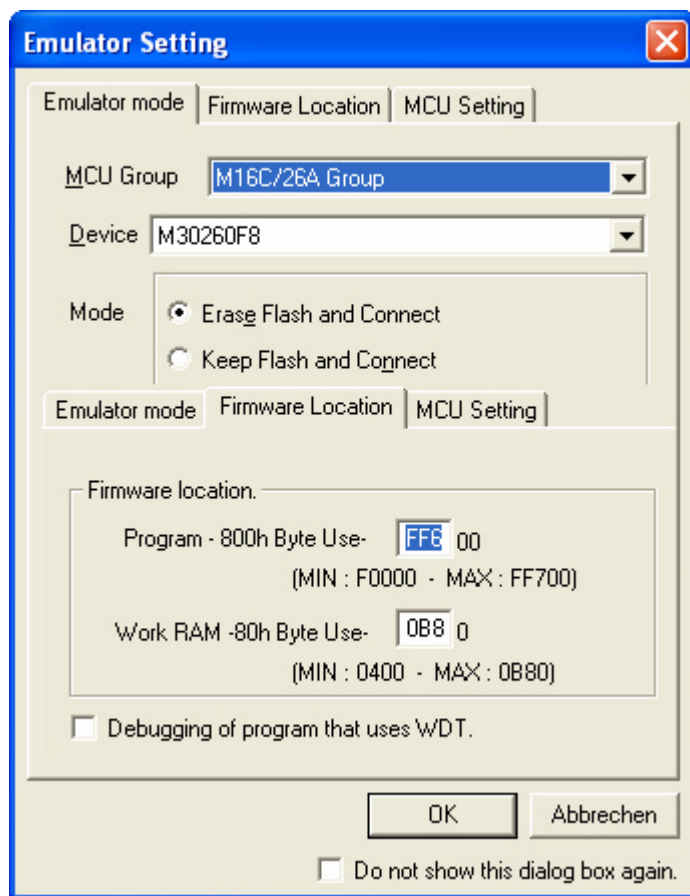 Emulator Setting
Emulator mode Firmware Location MCU Setting
MCU Group M16C/26A Group
Device M30260F8
Mode
Erase Flash and Connect
Keep Flash and Connect
Emulator mode Firmware Location MCU Setting
Firmware location.
Program - 800h Byte Use- FF6 00
(MIN : F0000 - MAX : FF700)
Work RAM -80h Byte Use- 0B8 0
(MIN : 0400 - MAX : 0B80)
Debugging of program that uses WDT.
OK Abbrechen
Do not show this dialog box again.